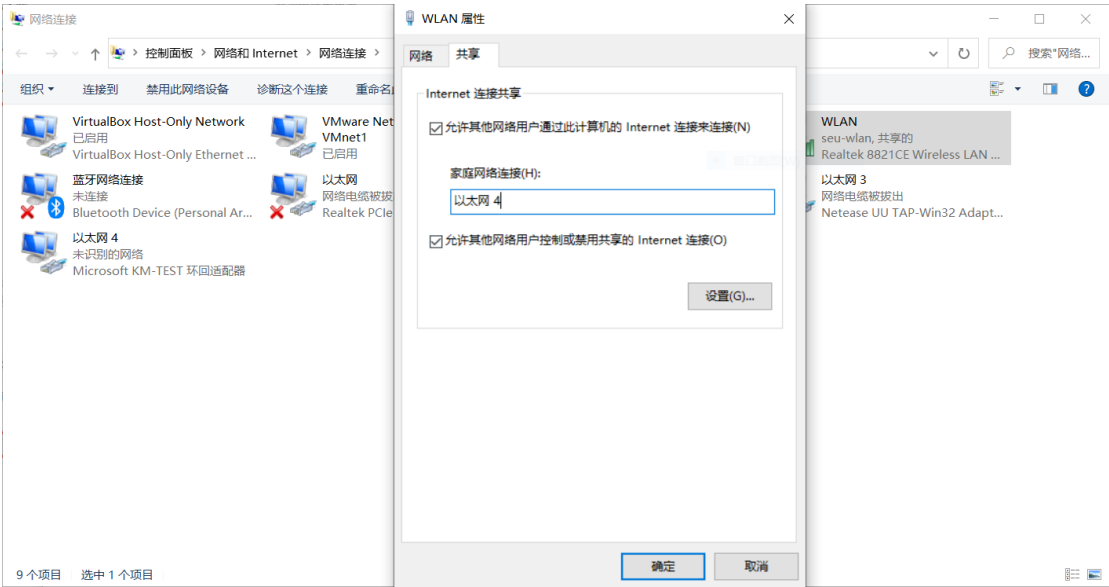 网络连接
控制面板 > 网络和 Internet > 网络连接 >
搜索"网络...
组织 连接到 禁用此网络设备 诊断这个连接 重命名
VirtualBox Host-Only Network
已启用
VirtualBox Host-Only Ethernet ...
VMware Net
VMnet1
已启用
蓝牙网络连接
未连接
Bluetooth Device (Personal Ar...
以太网
网络电缆被拔
Realtek PCIe
以太网 4
未识别的网络
Microsoft KM-TEST 环回适配器
WLAN 属性
网络 共享
Internet 连接共享
允许其他网络用户通过此计算机的 Internet 连接来连接(N)
家庭网络连接(H):
以太网 4
允许其他网络用户控制或禁用共享的 Internet 连接(O)
设置(G)...
确定 取消
WLAN
seu-wlan, 共享的
Realtek 8821CE Wireless LAN ...
以太网 3
网络电缆被拔出
Netease UU TAP-Win32 Adapt...
9 个项目 选中 1 个项目